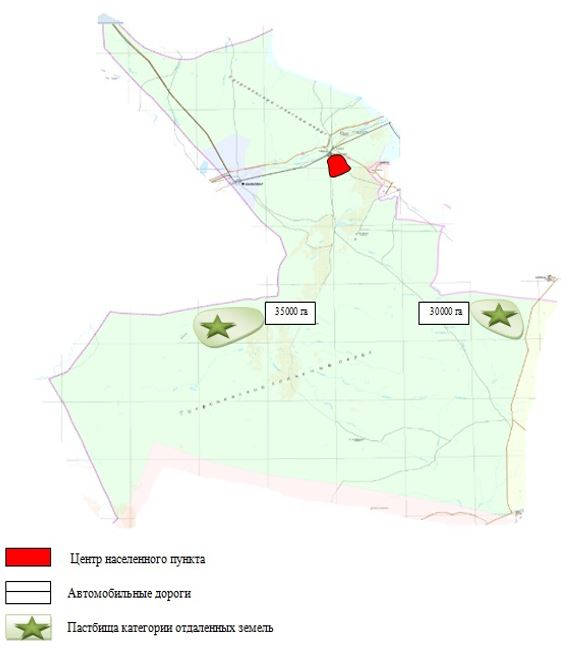 35000 га
30000 га
Центр населенного пункта
Автомобильные дороги
Пастбища категории отдаленных земель